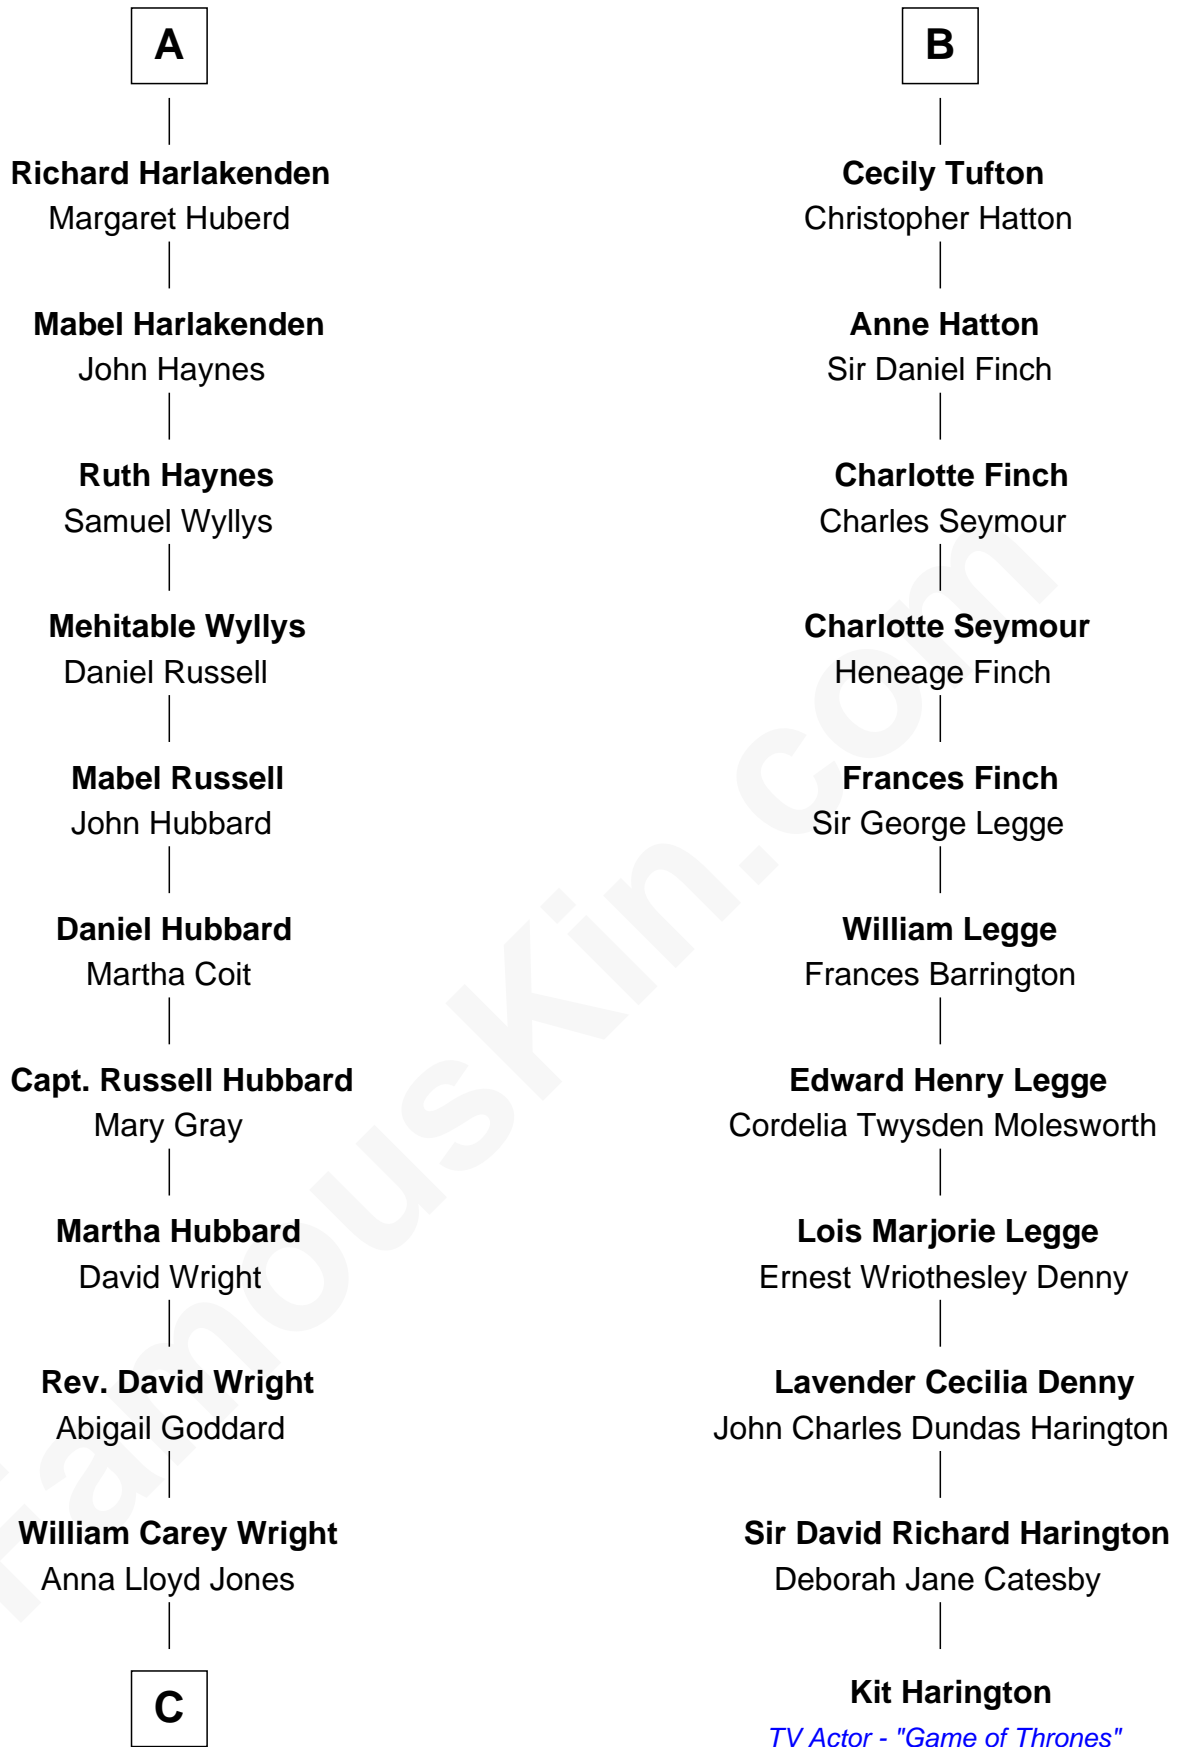 A
Richard Harlakenden
Margaret Huberd
Mabel Harlakenden
John Haynes
Ruth Haynes
Samuel Wyllys
Mehitable Wyllys
Daniel Russell
Mabel Russell
John Hubbard
Daniel Hubbard
Martha Coit
Capt. Russell Hubbard
Mary Gray
Martha Hubbard
David Wright
Rev. David Wright
Abigail Goddard
William Carey Wright
Anna Lloyd Jones
C
B
Cecily Tufton
Christopher Hatton
Anne Hatton
Sir Daniel Finch
Charlotte Finch
Charles Seymour
Charlotte Seymour
Heneage Finch
Frances Finch
Sir George Legge
William Legge
Frances Barrington
Edward Henry Legge
Cordelia Twysden Molesworth
Lois Marjorie Legge
Ernest Wriothesley Denny
Lavender Cecilia Denny
John Charles Dundas Harington
Sir David Richard Harington
Deborah Jane Catesby
Kit Harington
TV Actor - "Game of Thrones"
FamousKin.com